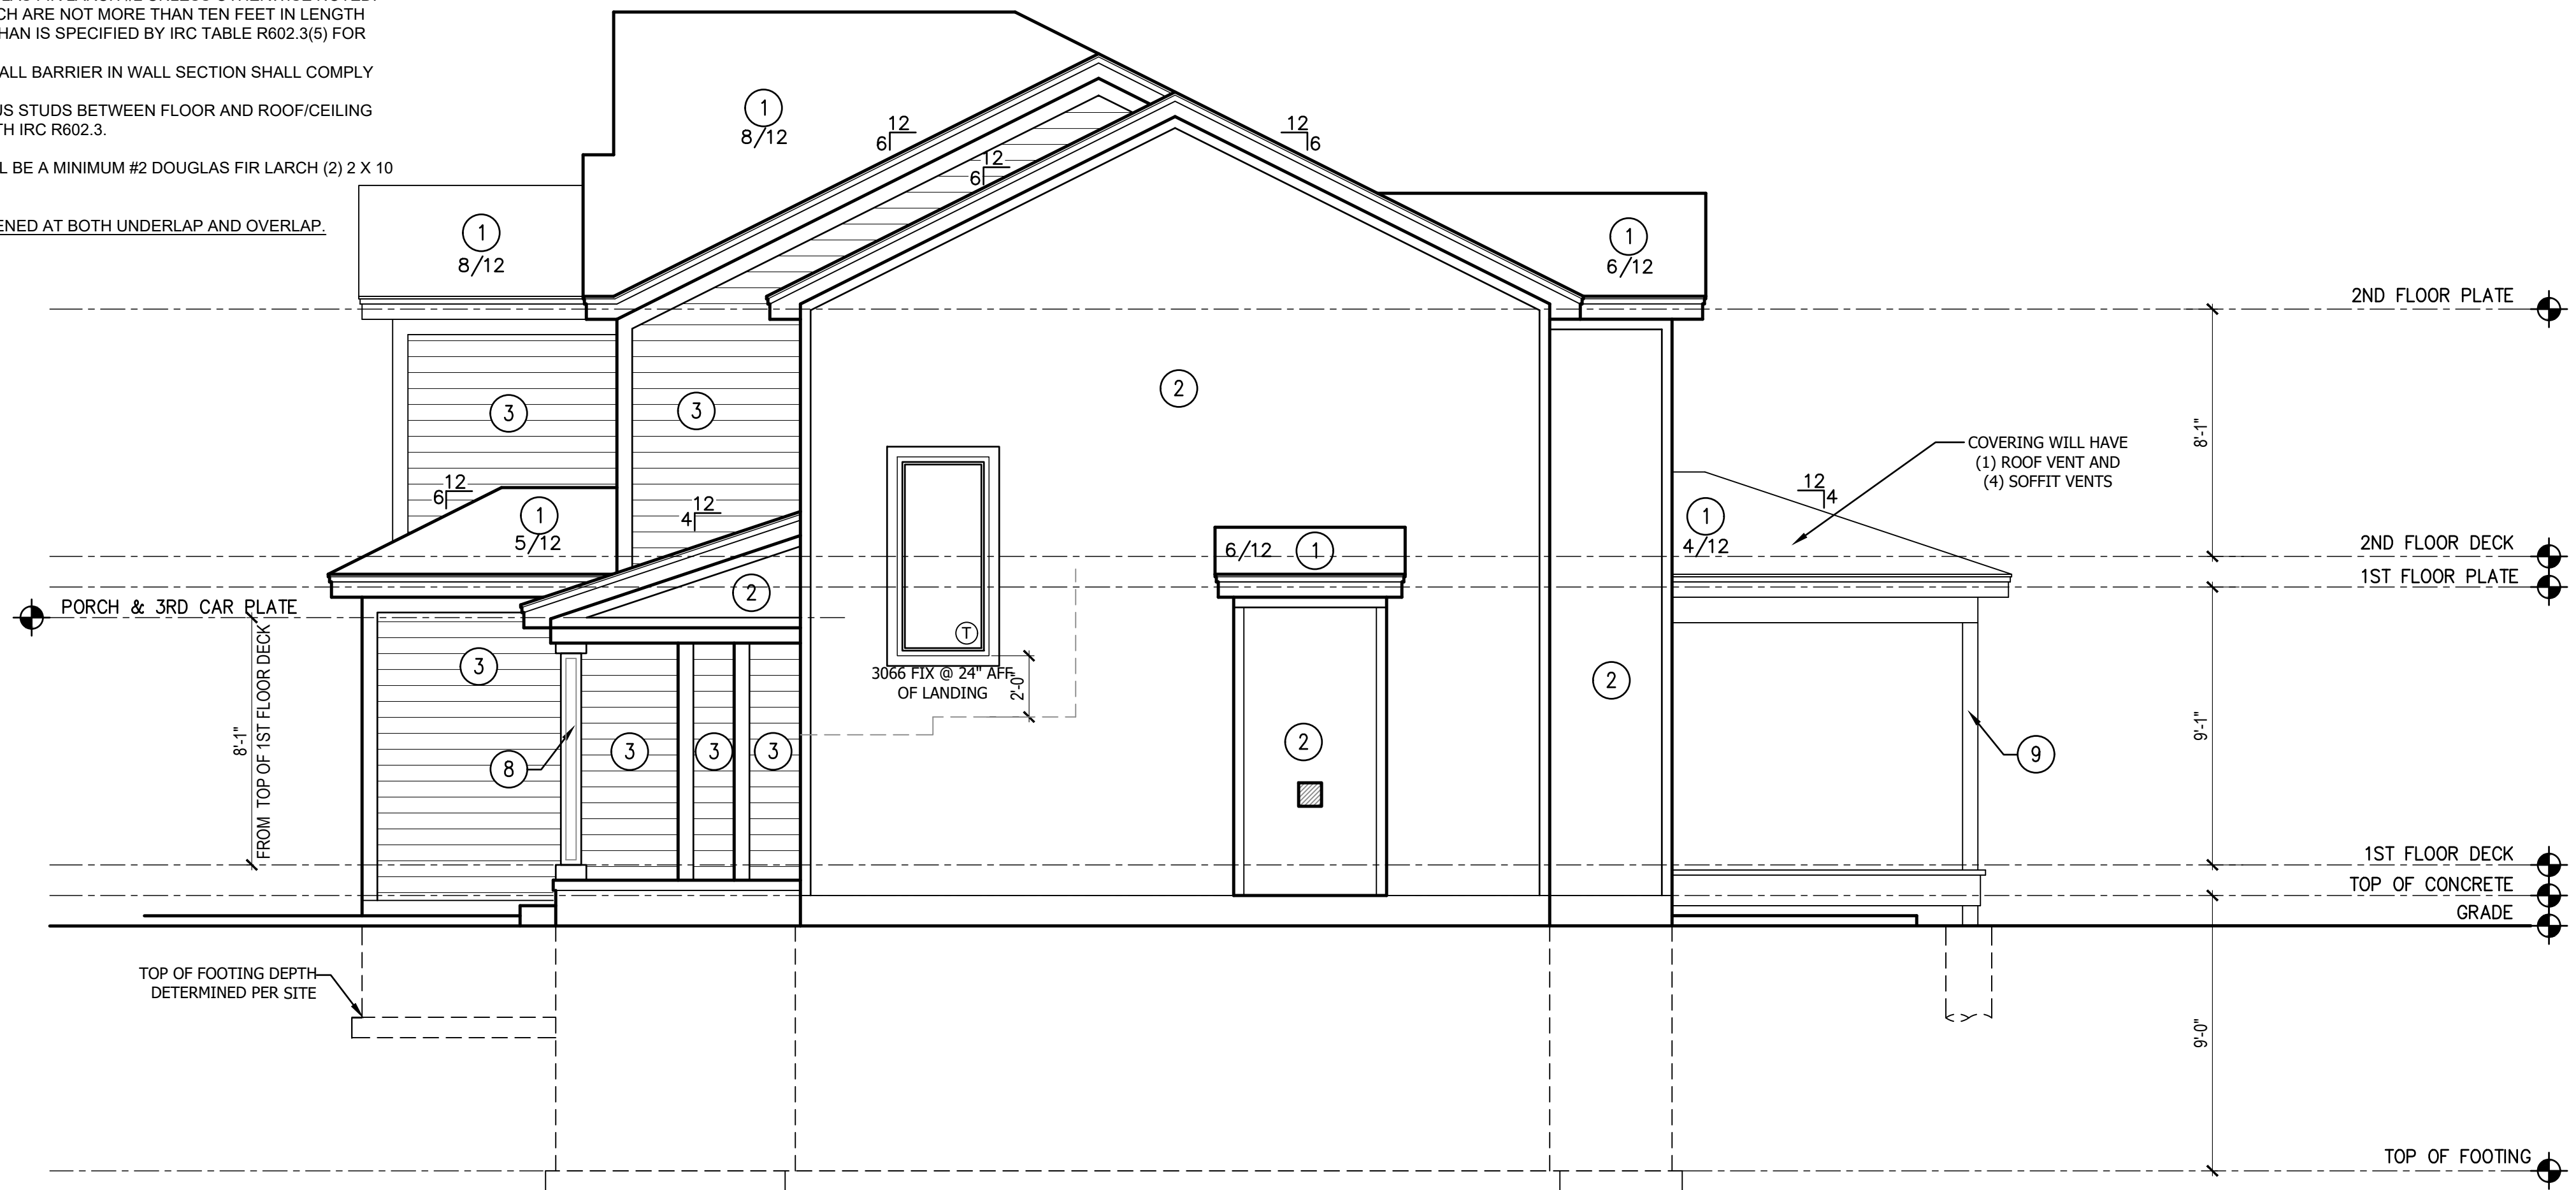 CH ARE NOT MORE THAN TEN FEET IN LENGTH
HAN IS SPECIFIED BY IRC TABLE R602.3(5) FOR
ALL BARRIER IN WALL SECTION SHALL COMPLY
US STUDS BETWEEN FLOOR AND ROOF/CEILING
TH IRC R602.3.
L BE A MINIMUM #2 DOUGLAS FIR LARCH (2) 2 X 10
ENED AT BOTH UNDERLAP AND OVERLAP.
1
8/12
12
6
12
6
12
6
1
8/12
1
6/12
2ND FLOOR PLATE
3
3
2
8'-1"
COVERING WILL HAVE
(1) ROOF VENT AND
(4) SOFFIT VENTS
12
6
12
4
12
4
1
5/12
1
4/12
6/12
1
2ND FLOOR DECK
1ST FLOOR PLATE
2
PORCH & 3RD CAR PLATE
T
3066 FIX @ 24" AFF
OF LANDING
2'-0"
3
2
8'-1"
FROM TOP OF 1ST FLOOR DECK
8
3
3
3
2
9
9'-1"
1ST FLOOR DECK
TOP OF CONCRETE
GRADE
TOP OF FOOTING DEPTH
DETERMINED PER SITE
9'-0"
TOP OF FOOTING